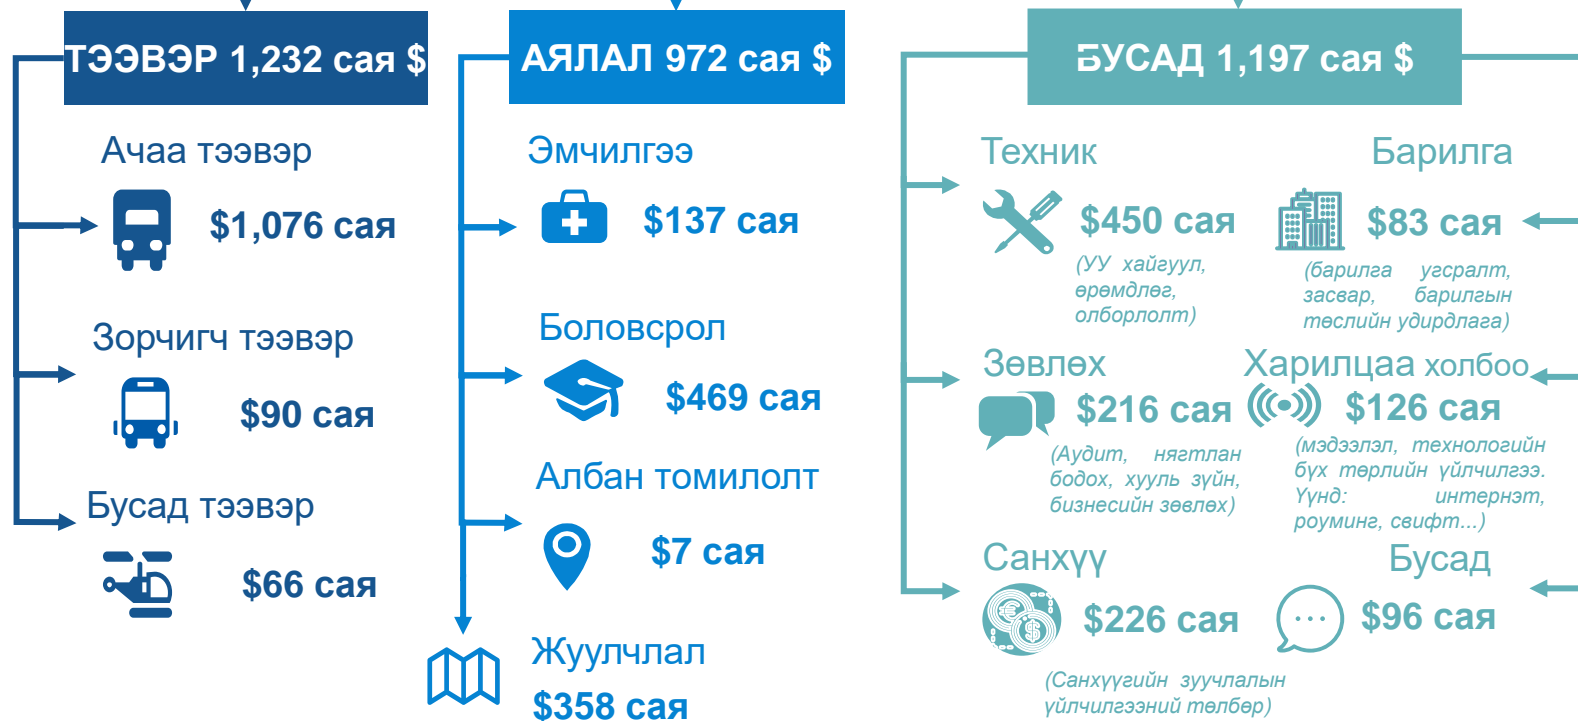 ТЭЭВЭР 1,232 сая $
Ачаа тээвэр
$1,076 сая
Зорчигч тээвэр
$90 сая
Бусад тээвэр
$66 сая
АЯЛАЛ 972 сая $
Эмчилгээ
$137 сая
Боловсрол
$469 сая
Албан томилолт
$7 сая
Жуулчлал
$358 сая
БУСАД 1,197 сая $
Техник
$450 сая
(УУ хайгуул,
өрөмдлөг,
олборлолт)
Барилга
$83 сая
(барилга угсралт,
засвар, барилгын
төслийн удирдлага)
Зөвлөх
$216 сая
(Аудит, нягтлан
бодох, хууль зүйн,
бизнесийн зөвлөх)
Харилцаа холбоо
$126 сая
(мэдээлэл, технологийн
бүх төрлийн үйлчилгээ.
Үүнд: интернэт,
роуминг, свифт...)
Санхүү
$226 сая
(Санхүүгийн зуучлалын
үйлчилгээний төлбөр)
Бусад
$96 сая